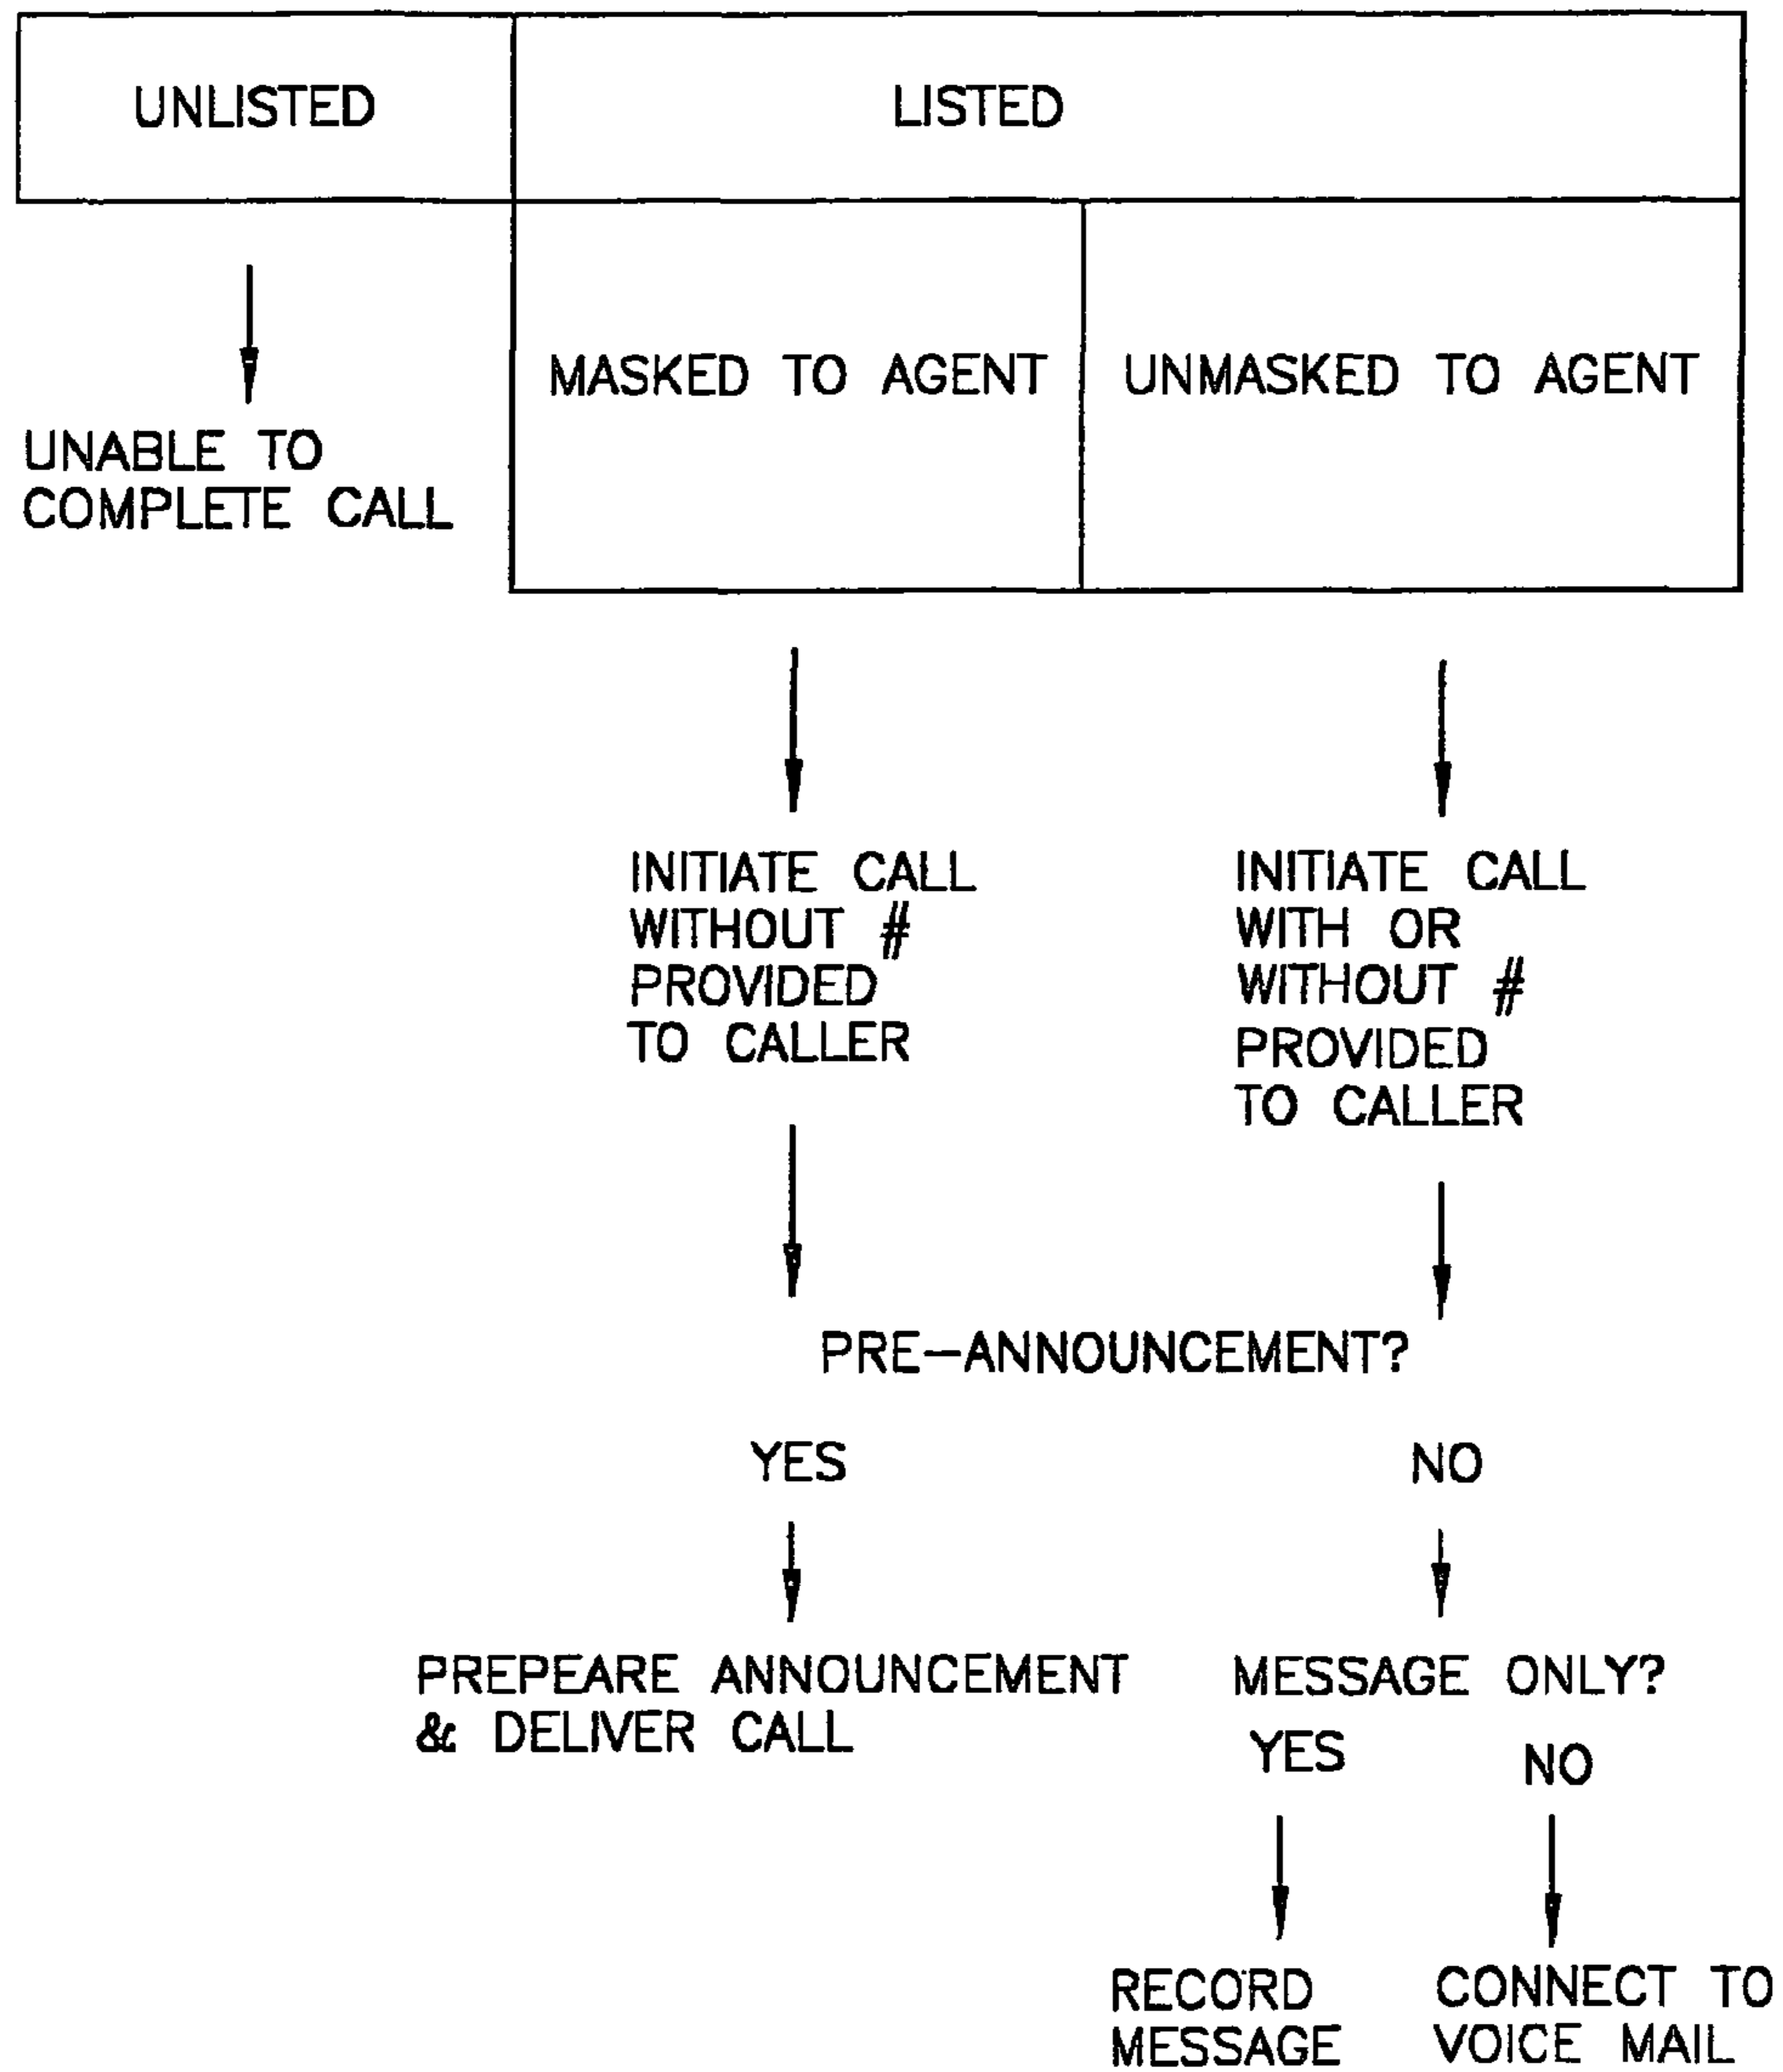 UNLISTED
LISTED
MASKED TO AGENT
UNMASKED TO AGENT
UNABLE TO
COMPLETE CALL
INITIATE CALL
WITHOUT #
PROVIDED
TO CALLER
INITIATE CALL
WITH OR
WITHOUT #
PROVIDED
TO CALLER
PRE-ANNOUNCEMENT?
YES
NO
PREPEARE ANNOUNCEMENT
& DELIVER CALL
MESSAGE ONLY?
YES
NO
RECORD
MESSAGE
CONNECT TO
VOICE MAIL